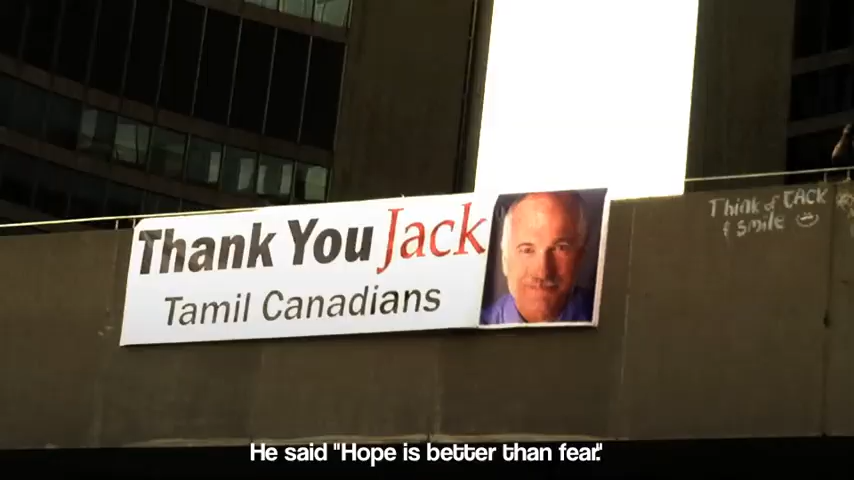 Thank You Jack
Tamil Canadians
Think of JACK
& SMILE
He said "Hope is better than fear."